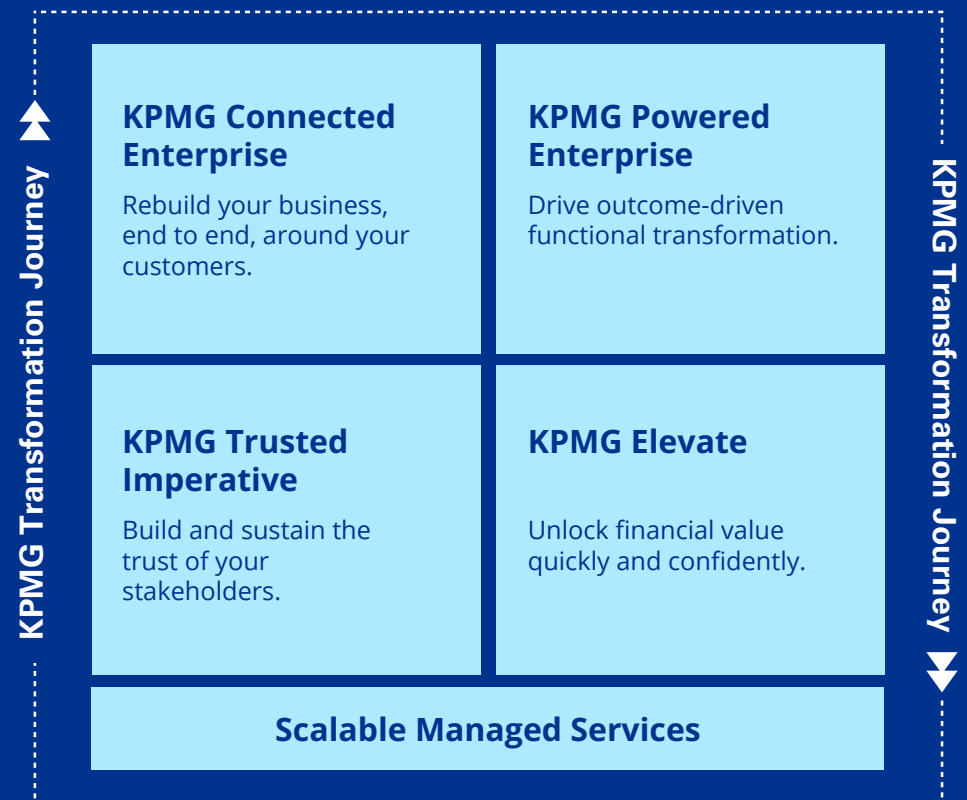 KPMG Transformation Journey
KPMG Connected
Enterprise
Rebuild your business,
end to end, around your
customers.
KPMG Powered
Enterprise
Drive outcome-driven
functional transformation.
KPMG Trusted
Imperative
Build and sustain the
trust of your
stakeholders.
KPMG Elevate
Unlock financial value
quickly and confidently.
Scalable Managed Services
KPMG Transformation Journey